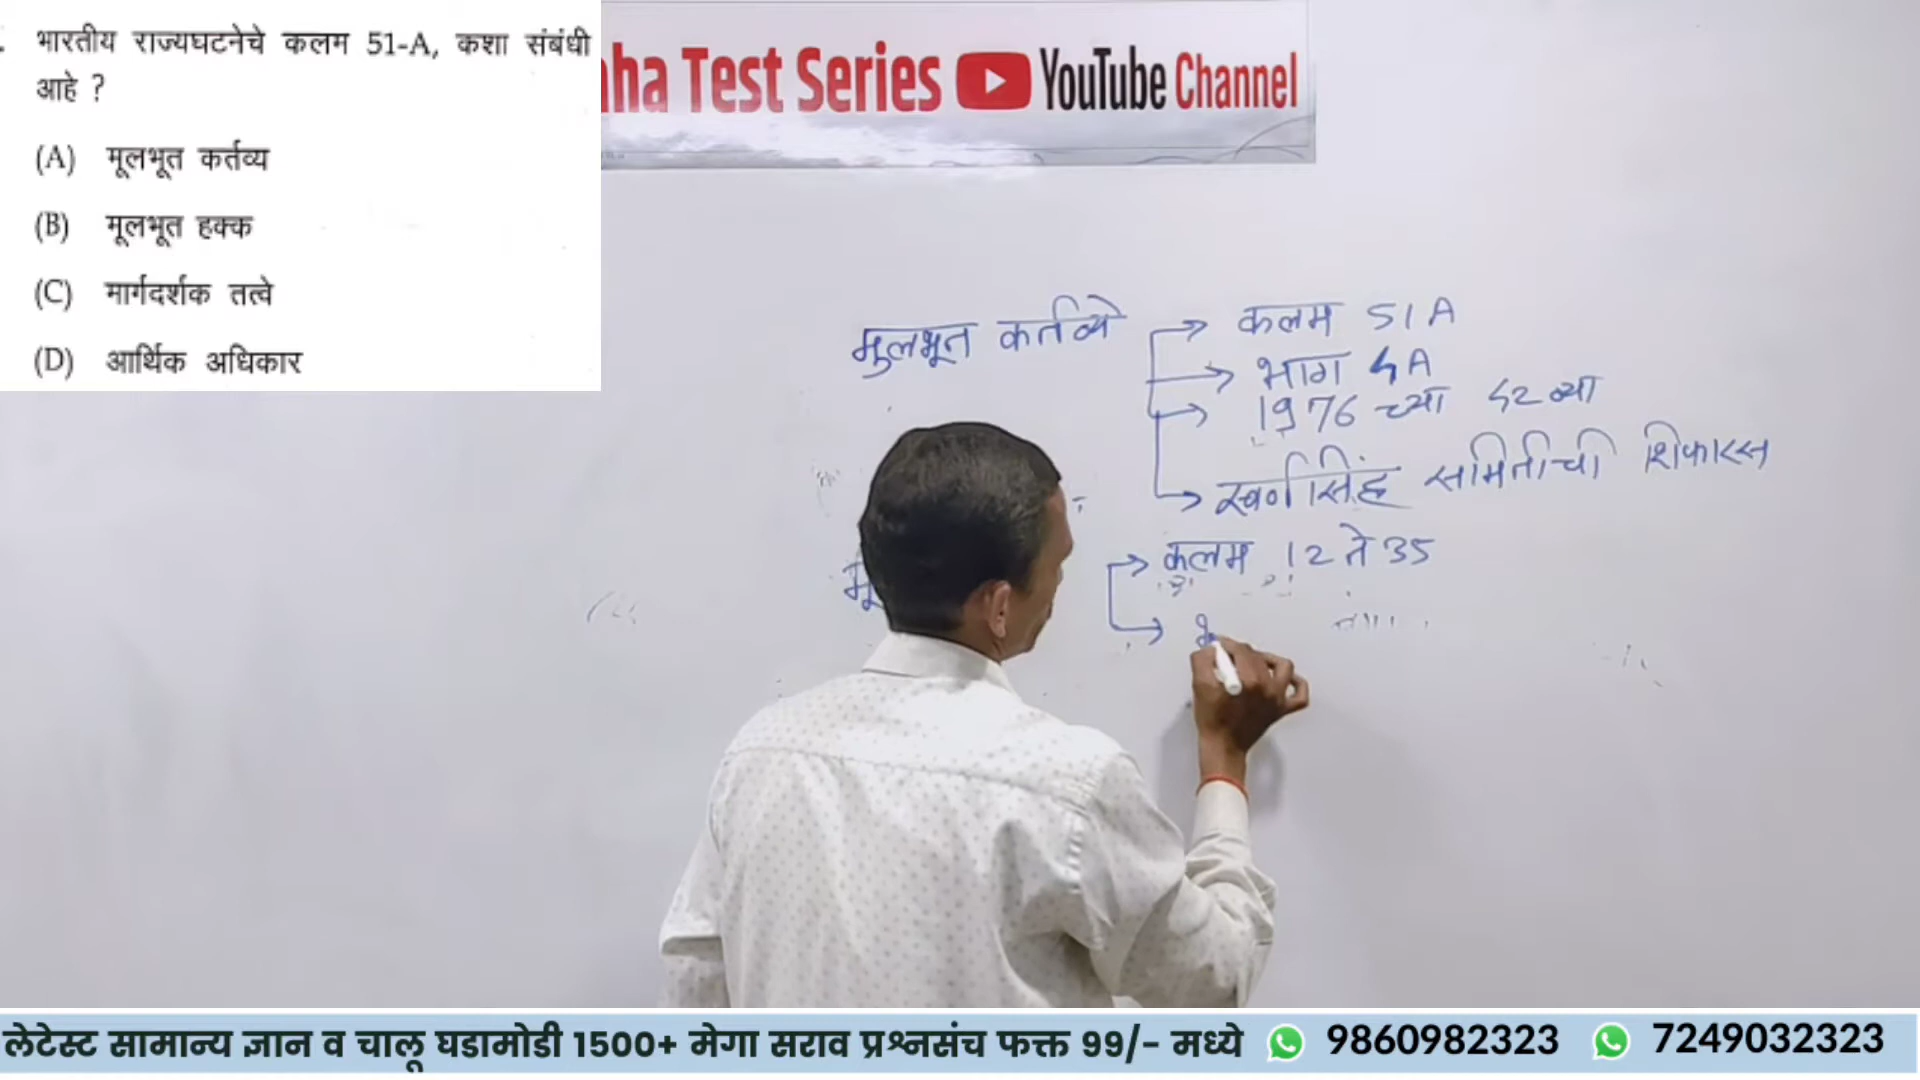 भारतीय राज्यघटनेचे कलम 51-A, कशा संबंधी
आहे ?
(A) मूलभूत कर्तव्य
(B) मूलभूत हक्क
(C) मार्गदर्शक तत्वे
(D) आर्थिक अधिकार
ha Test Series YouTube Channel
मुलभूत कर्तव्ये
कलम 51A
भाग 4A
1976 च्या 42 व्या
स्वर्णसिंह समितीची शिफारस
मू
कलम 12 ते 35
लेटेस्ट सामान्य ज्ञान व चालू घडामोडी 1500+ मेगा सराव प्रश्नसंच फक्त 99/- मध्ये 9860982323 7249032323